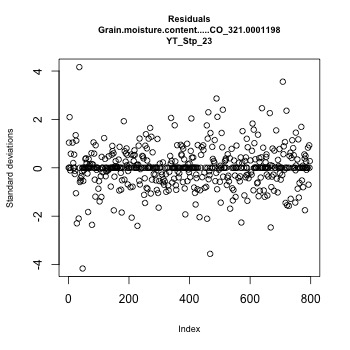 Residuals
Grain.moisture.content.....CO_321.0001198
YT_Stp_23
Standard deviations
4
2
0
-2
-4
0 200 400 600 800
Index